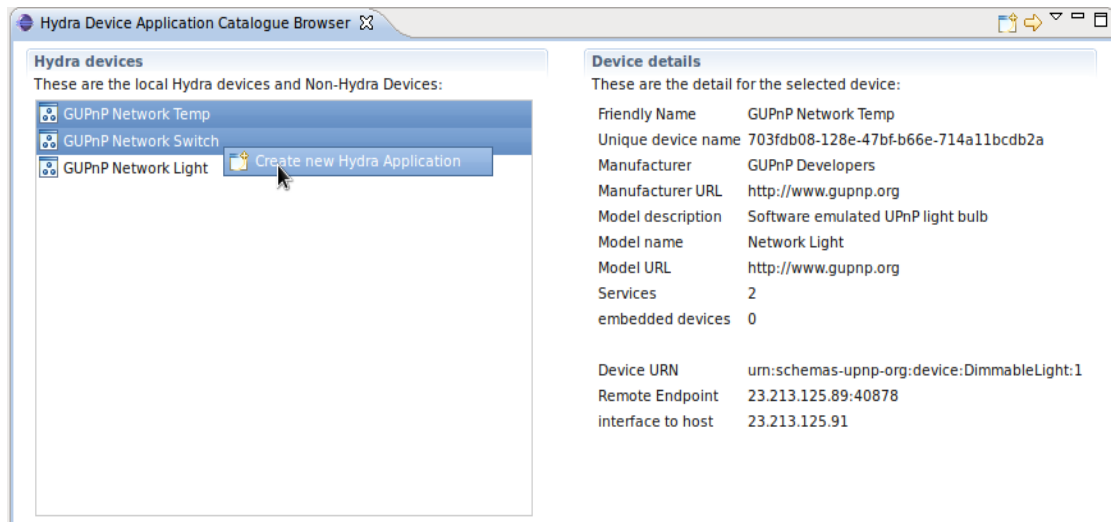 Hydra Device Application Catalogue Browser
Hydra devices
These are the local Hydra devices and Non-Hydra Devices:
GUPnP Network Temp
GUPnP Network Switch
GUPnP Network Light
Create new Hydra Application
Device details
These are the detail for the selected device:
Friendly Name GUPnP Network Temp
Unique device name 703fdb08-128e-47bf-b66e-714a11bcdb2a
Manufacturer GUPnP Developers
Manufacturer URL http://www.gupnp.org
Model description Software emulated UPnP light bulb
Model name Network Light
Model URL http://www.gupnp.org
Services 2
embedded devices 0
Device URN urn:schemas-upnp-org:device:DimmableLight:1
Remote Endpoint 23.213.125.89:40878
interface to host 23.213.125.91